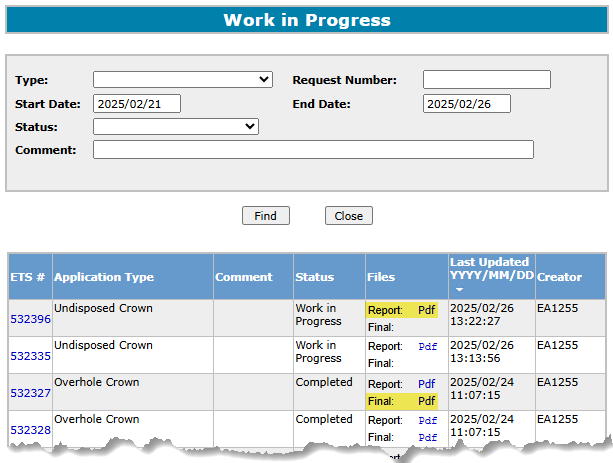 Work in Progress
Type: Request Number:
Start Date: 2025/02/21 End Date: 2025/02/26
Status:
Comment:
Find Close
ETS # Application Type Comment Status Files Last Updated YYYY/MM/DD Creator
532396 Undisposed Crown Work in Progress Report: Pdf 2025/02/26 13:22:27 EA1255
Final:
532335 Undisposed Crown Work in Progress Report: Pdf 2025/02/26 13:13:56 EA1255
Final:
532327 Overhole Crown Completed Report: Pdf 2025/02/24 11:07:15 EA1255
Final: Pdf
532328 Overhole Crown Completed Report: Pdf 2025/02/24 11:07:15 EA1255
Final: Pdf